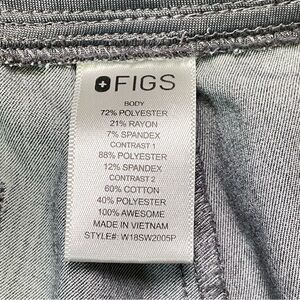 FIGS
BODY
72% POLYESTER
21% RAYON
7% SPANDEX
CONTRAST 1
88% POLYESTER
12% SPANDEX
CONTRAST 2
60% COTTON
40% POLYESTER
100% AWESOME
MADE IN VIETNAM
STYLE#: W18SW2005P